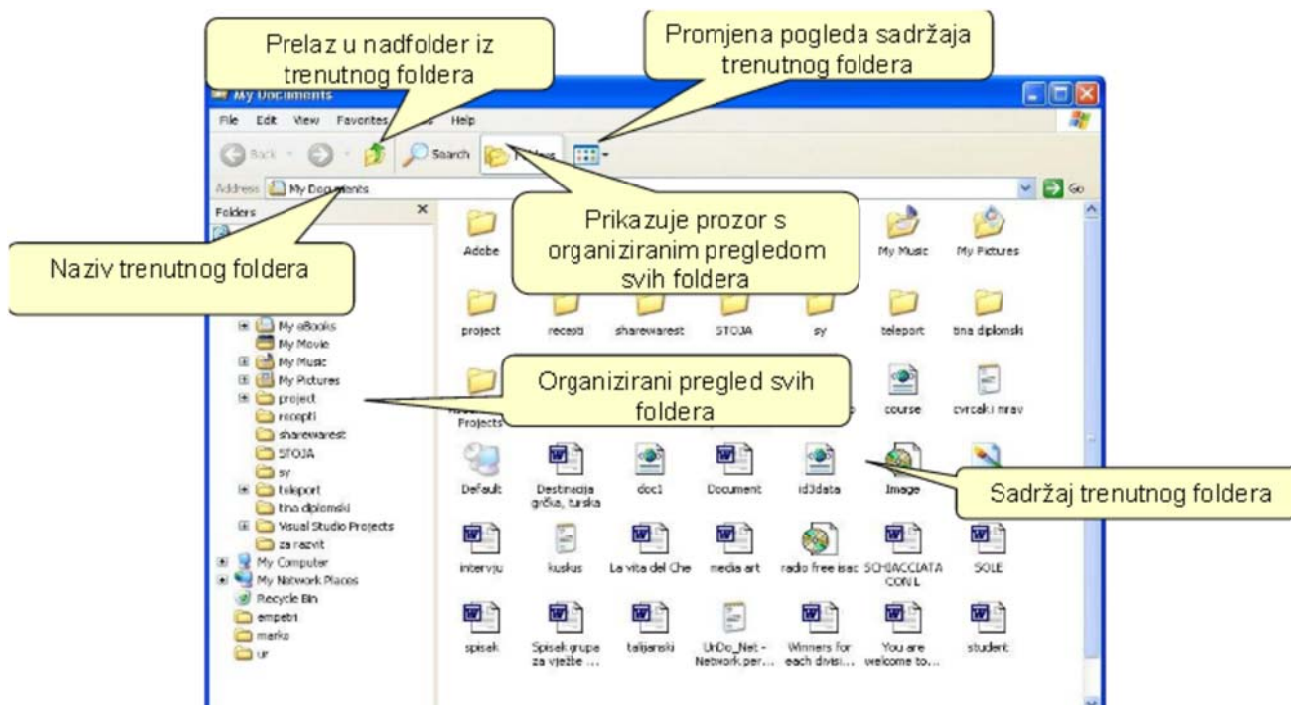 Prelaz u nadfolder iz
trenutnog foldera
Promjena pogleda sadržaja
trenutnog foldera
My Documents
File Edit View Favorites Help
Back Search
Address My Documents Go
Folders
Prikazuje prozor s
organiziranim pregledom
svih foldera
Naziv trenutnog foldera
Adobe My Music My Pictures
project recesti sharewarest STOJA sy teleport tina diplomski
Organizirani pregled svih
foldera
Projects course cvrcak i mrav
Default Destinacija doc1 Document id3data Image
grčka, turska
Sadržaj trenutnog foldera
intervju kuskus La vita del Che media art radio free isac SCHIACCIATA SOLE
CON L
spisak Spisak grupa talijanski UrDo_Net - Winners for You are student
za vježbe ... Network per... each divisi... welcome to...
My eBooks
My Movie
My Music
My Pictures
project
recepti
sharewarest
STOJA
sy
teleport
tina diplomski
Visual Studio Projects
za razvit
My Computer
My Network Places
Recycle Bin
empetri
marko
ur